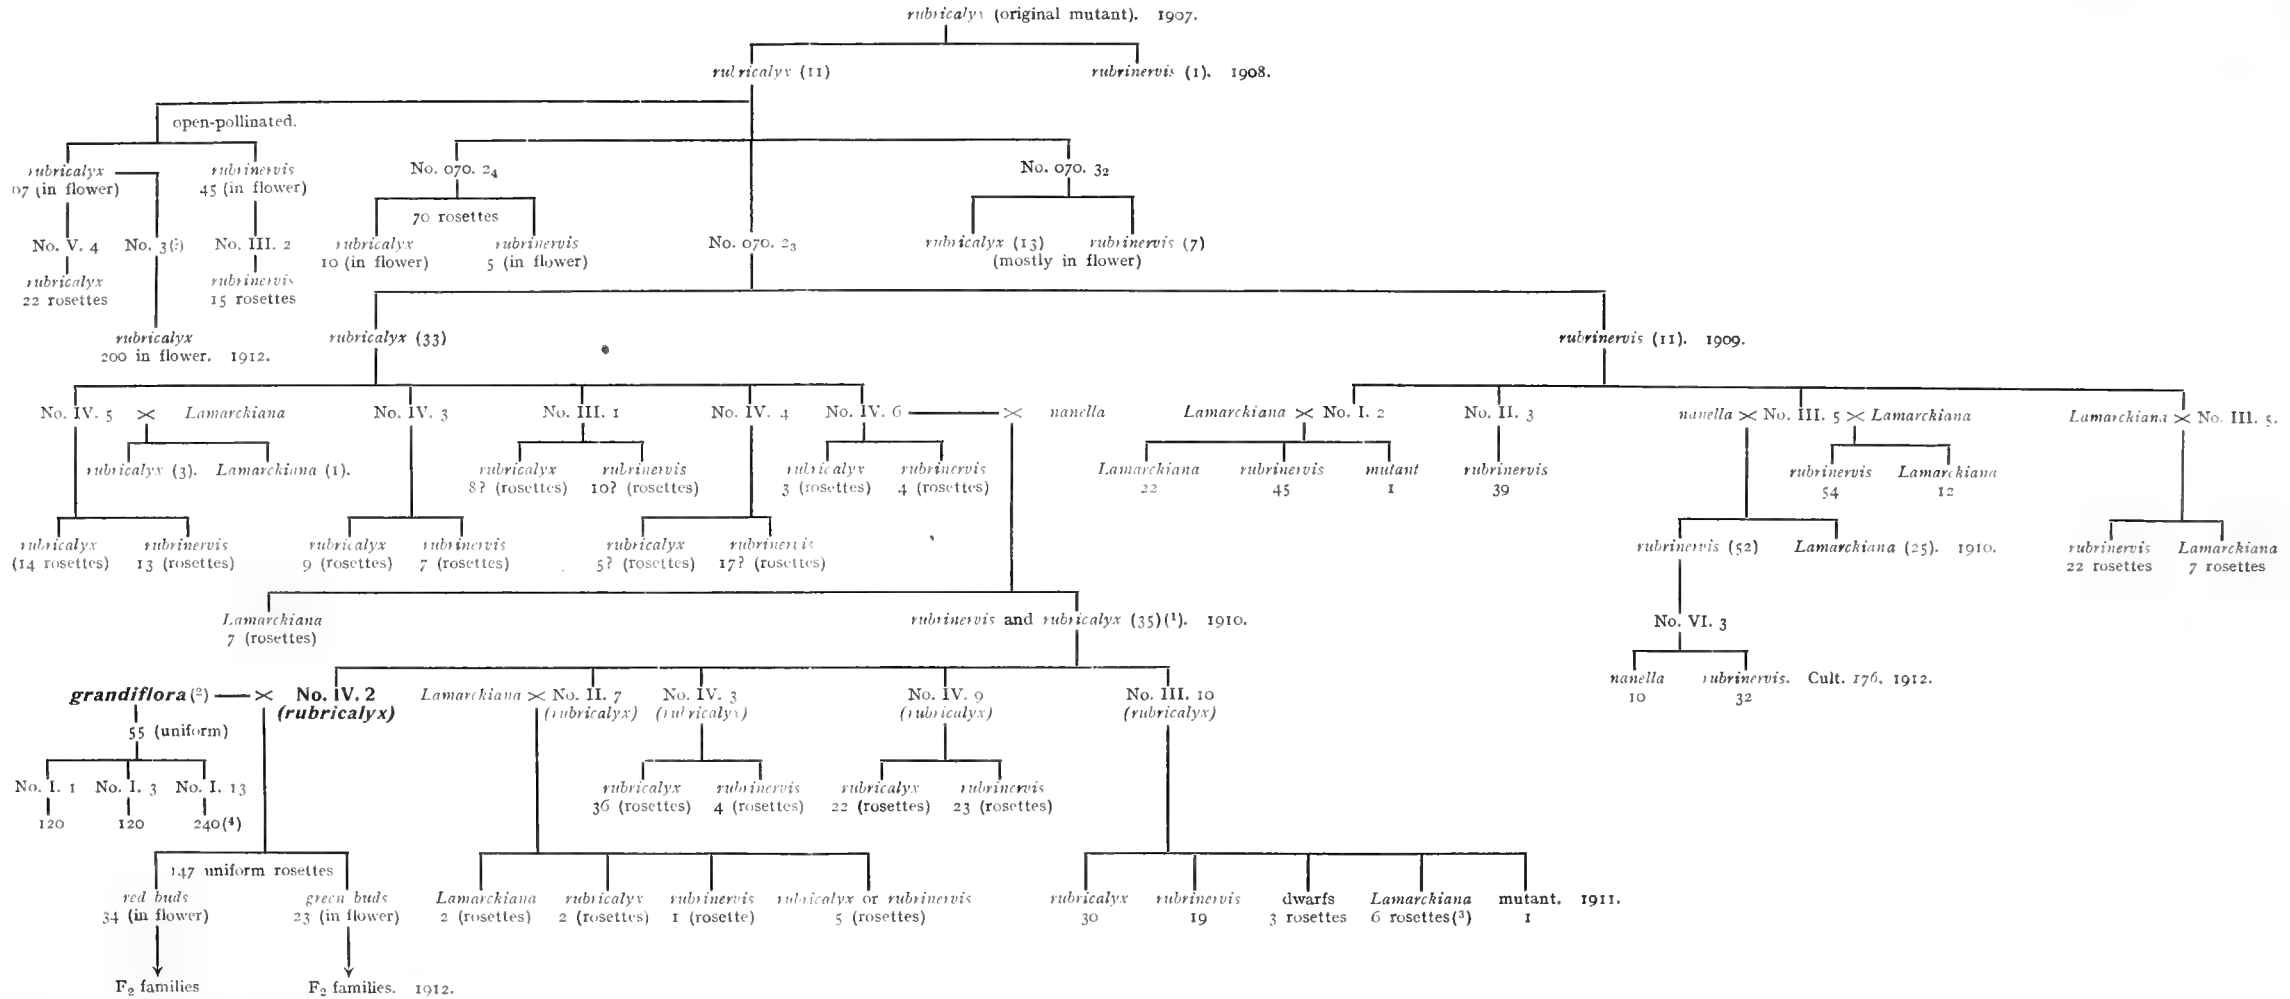 rubricalyx (original mutant). 1907.
rubricalyx (11)
rubrinervis (1). 1908.
open-pollinated.
rubricalyx
07 (in flower)
rubrinervis
45 (in flower)
No. 070. 2₄
No. 070. 3₂
70 rosettes
No. V. 4
No. 3(?)
No. III. 2
rubricalyx
10 (in flower)
rubrinervis
5 (in flower)
No. 070. 2₃
rubricalyx (13)
rubrinervis (7)
(mostly in flower)
rubricalyx
22 rosettes
rubrinervis
15 rosettes
rubricalyx
200 in flower. 1912.
rubricalyx (33)
rubrinervis (11). 1909.
No. IV. 5 × Lamarckiana
No. IV. 3
No. III. 1
No. IV. 4
No. IV. 6 × nanella
Lamarckiana × No. I. 2
No. II. 3
nanella × No. III. 5 × Lamarckiana
Lamarckiana × No. III. 5.
rubricalyx (3). Lamarckiana (1).
rubricalyx
8? (rosettes)
rubrinervis
10? (rosettes)
rubricalyx
3 (rosettes)
rubrinervis
4 (rosettes)
Lamarckiana
22
rubrinervis
45
mutant
1
rubrinervis
39
rubrinervis
54
Lamarckiana
12
rubricalyx
(14 rosettes)
rubrinervis
13 (rosettes)
rubricalyx
9 (rosettes)
rubrinervis
7 (rosettes)
rubricalyx
5? (rosettes)
rubrinervis
17? (rosettes)
rubrinervis (52)
Lamarckiana (25). 1910.
rubrinervis
22 rosettes
Lamarckiana
7 rosettes
Lamarckiana
7 (rosettes)
rubrinervis and rubricalyx (35)(¹). 1910.
No. VI. 3
nanella
10
rubrinervis. Cult. 176, 1912.
32
grandiflora(²) × No. IV. 2
(rubricalyx)
Lamarckiana × No. II. 7
(rubricalyx)
No. IV. 3
(rubricalyx)
No. IV. 9
(rubricalyx)
No. III. 10
(rubricalyx)
55 (uniform)
No. I. 1
No. I. 3
No. I. 13
120
120
240(⁴)
rubricalyx
36 (rosettes)
rubrinervis
4 (rosettes)
rubricalyx
22 (rosettes)
rubrinervis
23 (rosettes)
147 uniform rosettes
red buds
34 (in flower)
green buds
23 (in flower)
Lamarckiana
2 (rosettes)
rubricalyx
2 (rosettes)
rubrinervis
1 (rosette)
rubricalyx or rubrinervis
5 (rosettes)
rubricalyx
30
rubrinervis
19
dwarfs
3 rosettes
Lamarckiana
6 rosettes(³)
mutant. 1911.
1
F₂ families
F₂ families. 1912.